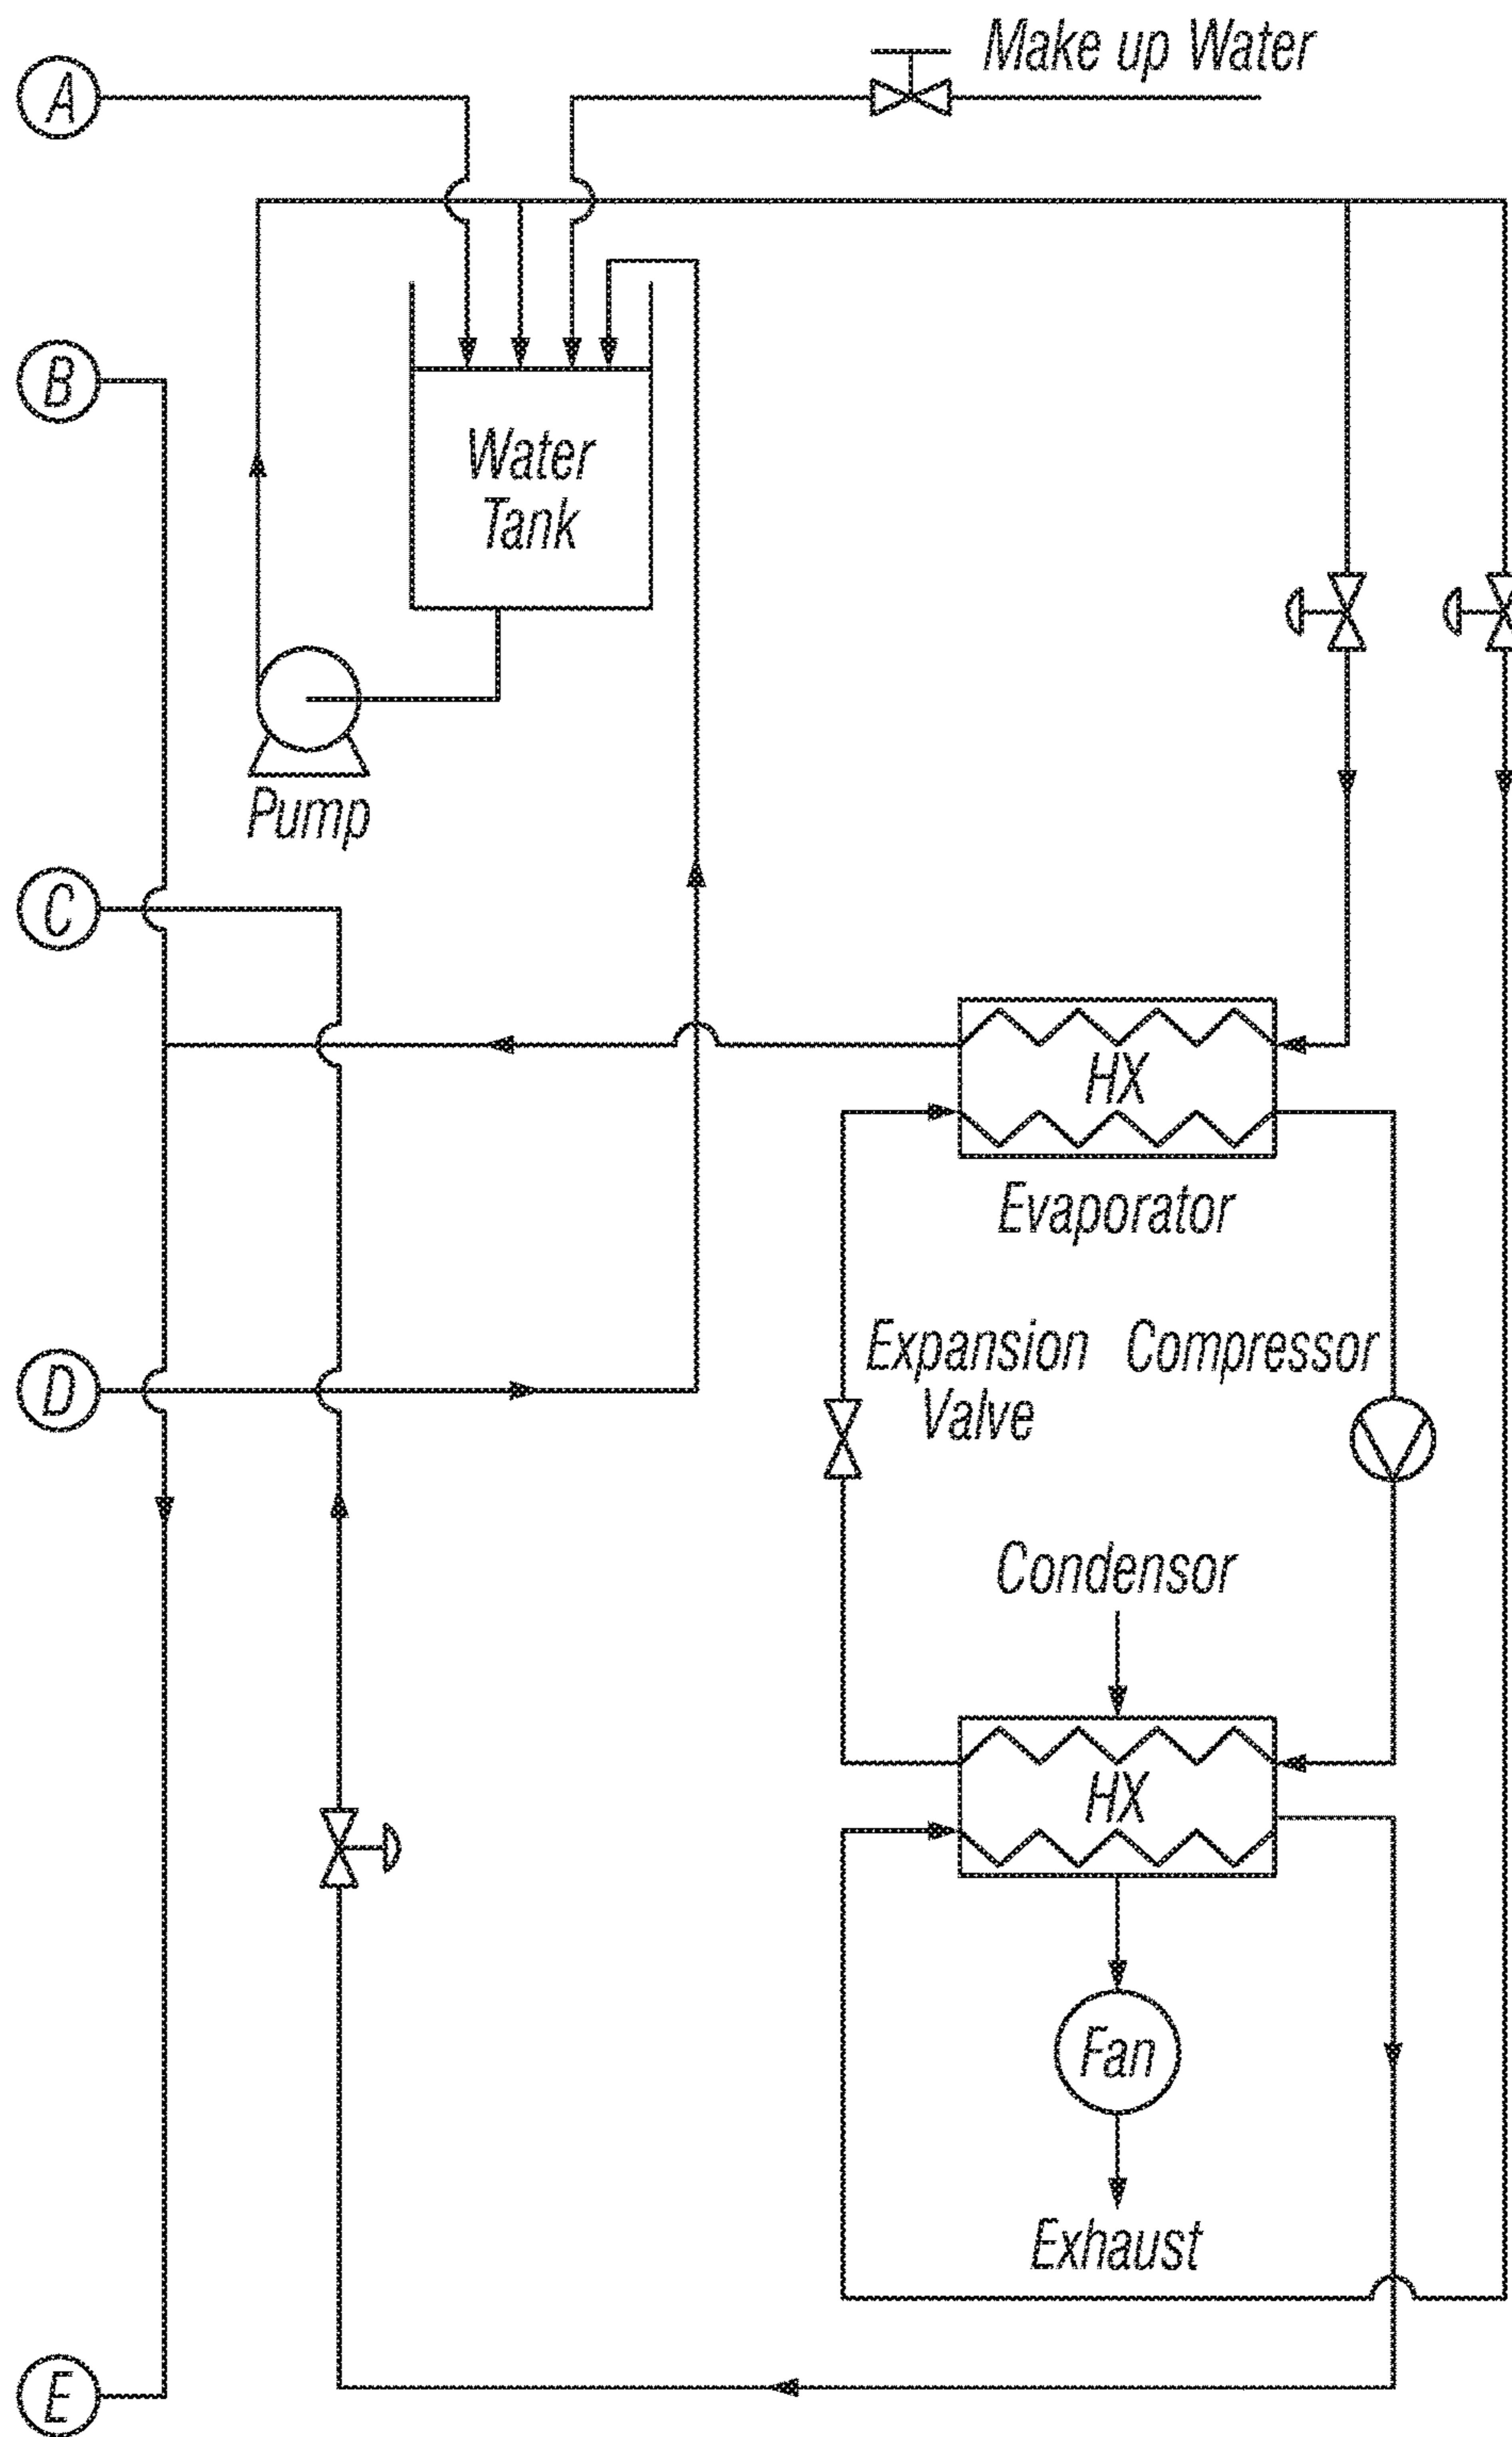 A
Make up Water
B
Water
Tank
Pump
C
HX
Evaporator
Expansion
Valve
Compressor
D
Condensor
HX
Fan
Exhaust
E